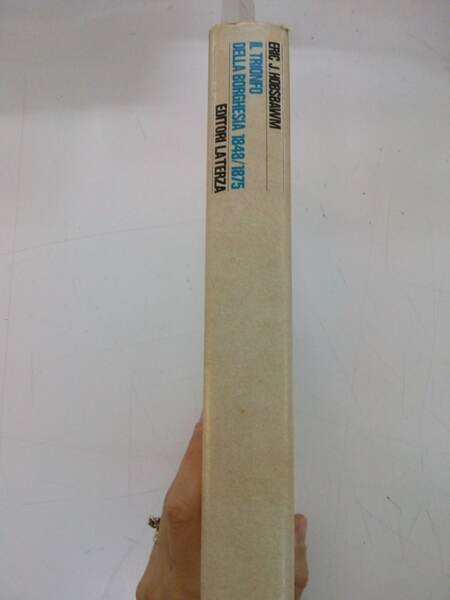 ERIC J. HOBSBAWM
IL TRIONFO
DELLA BORGHESIA 1848/1875
EDITORI LATERZA